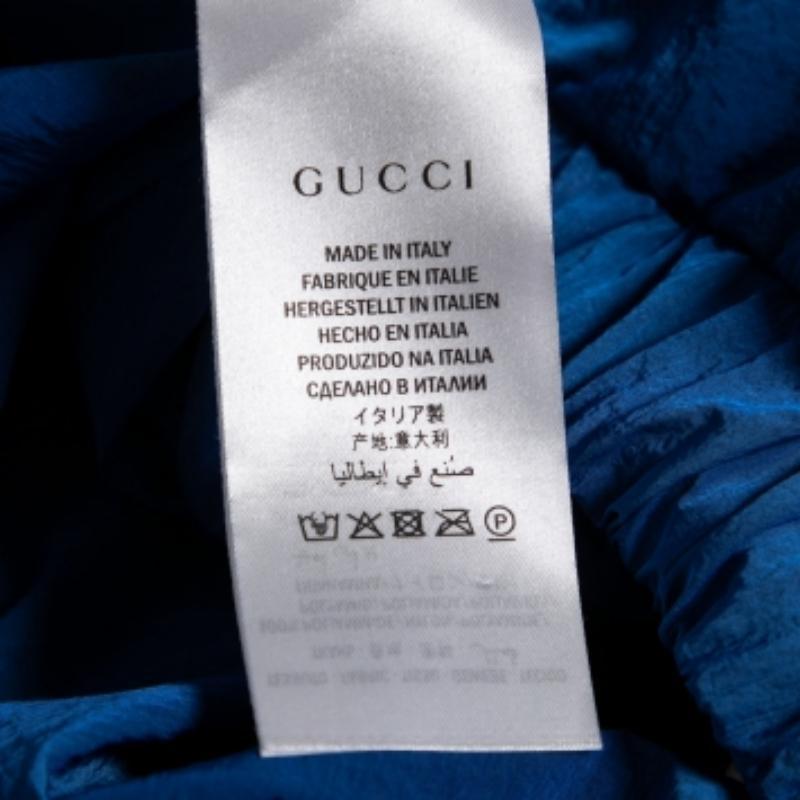 GUCCI
MADE IN ITALY
FABRIQUE EN ITALIE
HERGESTELLT IN ITALIEN
HECHO EN ITALIA
PRODUZIDO NA ITALIA
СДЕЛАНО В ИТАЛИИ
イタリア製
产地:意大利
صُنع في إيطاليا
P